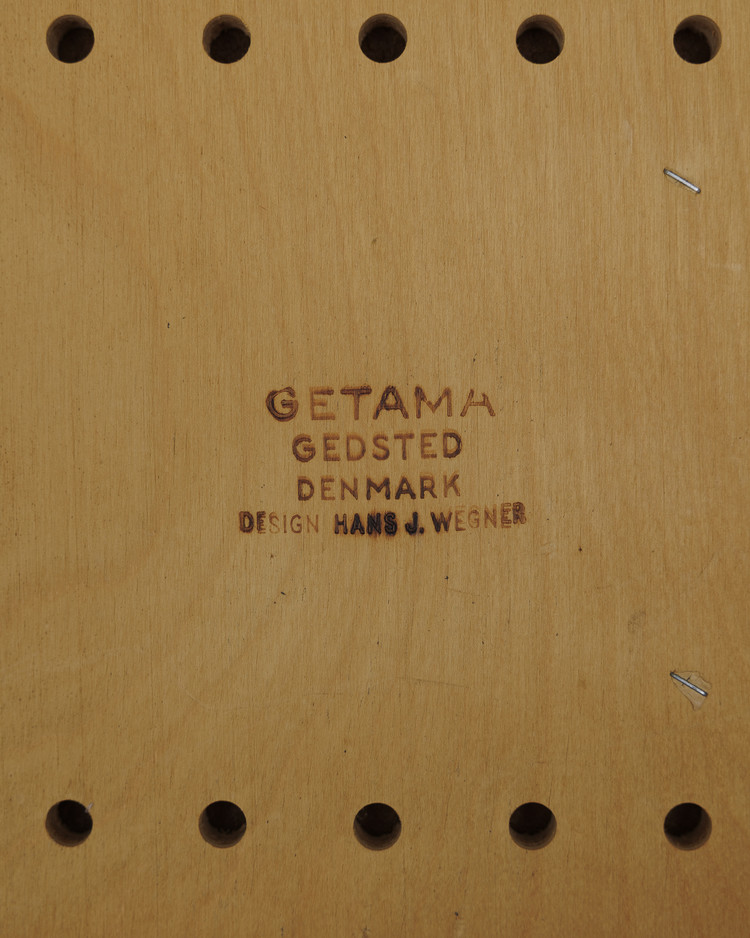 GETAMA
GEDSTED
DENMARK
DESIGN HANS J. WEGNER